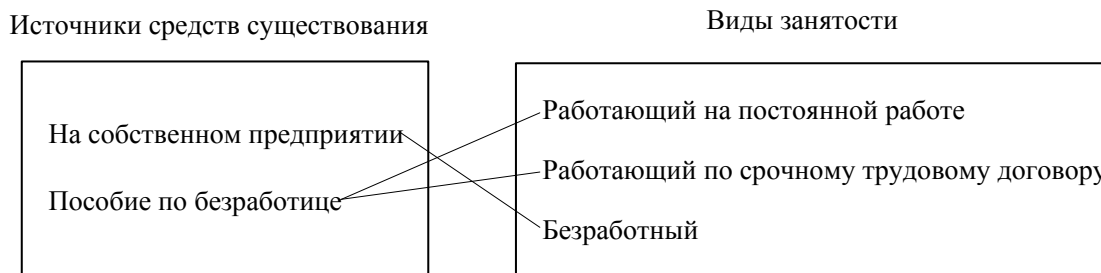 Источники средств существования
Виды занятости
На собственном предприятии
Пособие по безработице
Работающий на постоянной работе
Работающий по срочному трудовому договору
Безработный